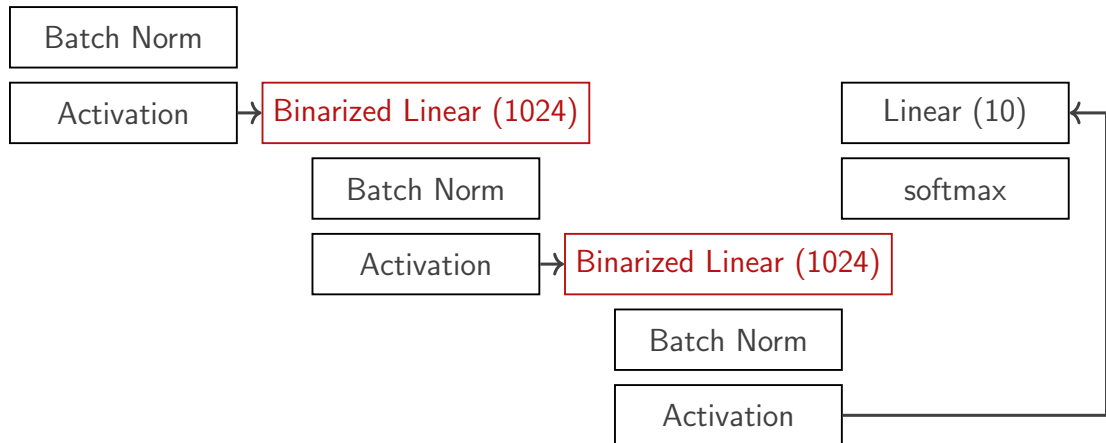 Batch Norm
Activation
Binarized Linear (1024)
Batch Norm
Activation
Binarized Linear (1024)
Batch Norm
Activation
Linear (10)
softmax